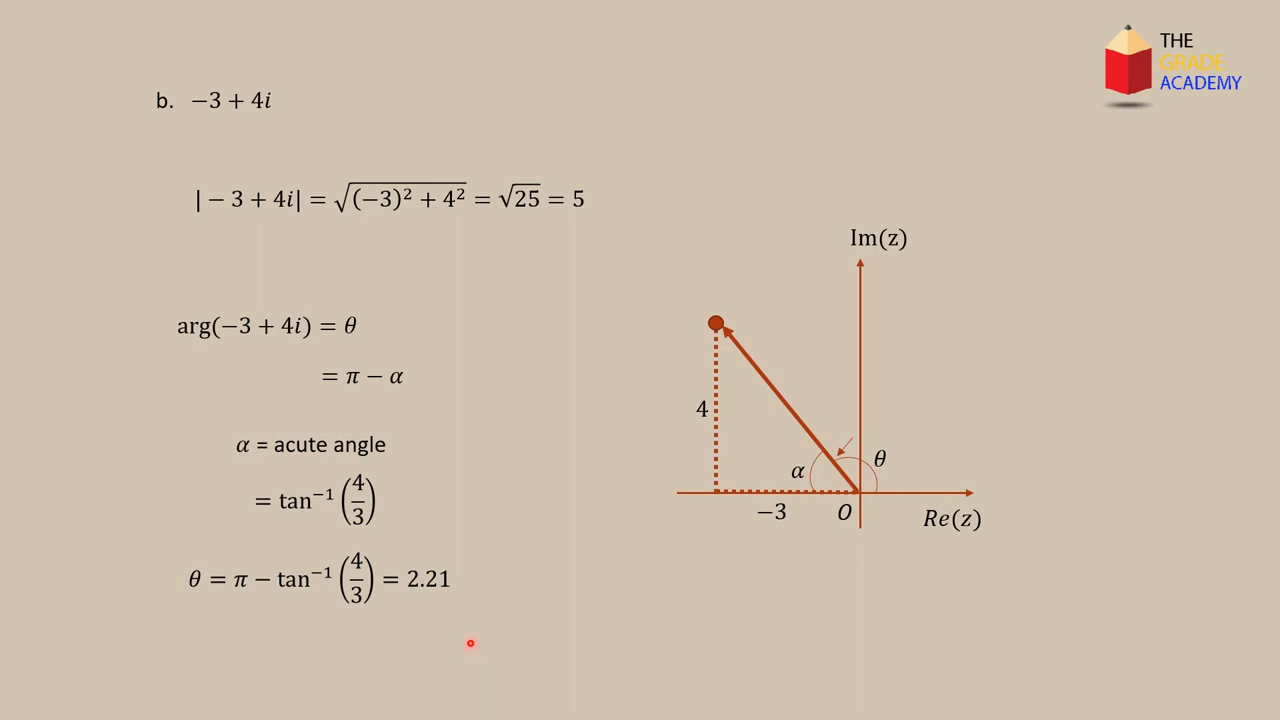 THE
GRADE
ACADEMY
b. −3 + 4i
|−3 + 4i| = √((−3)² + 4²) = √25 = 5
Im(z)
arg(−3 + 4i) = θ
= π − α
4
α = acute angle
α
θ
= tan⁻¹(4/3)
−3
O
Re(z)
θ = π − tan⁻¹(4/3) = 2.21